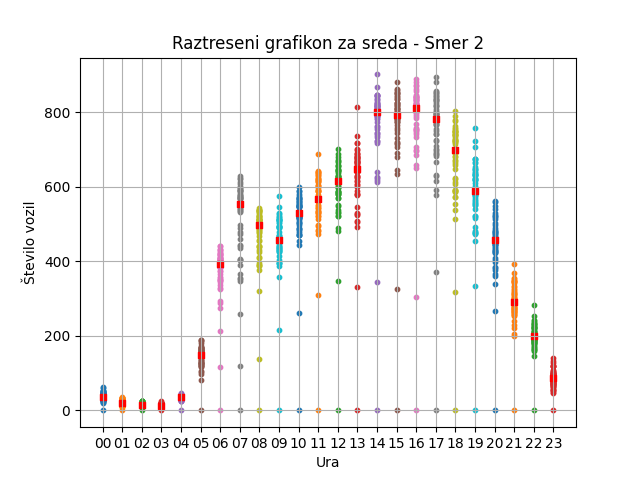 Raztreseni grafikon za sreda - Smer 2
Število vozil
800
600
400
200
0
00 01 02 03 04 05 06 07 08 09 10 11 12 13 14 15 16 17 18 19 20 21 22 23
Ura